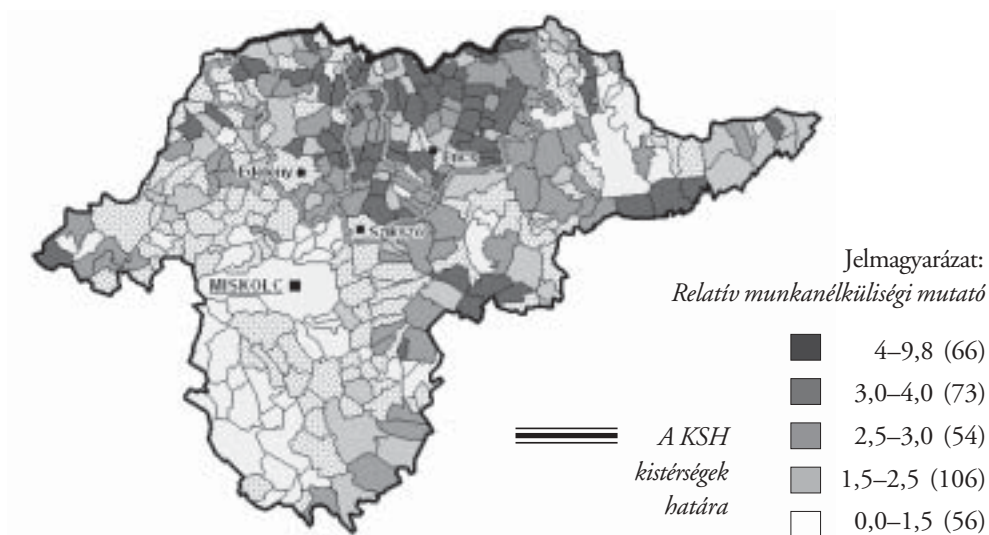 Encs
Edelény
Szikszó
MISKOLC
Jelmagyarázat:
Relatív munkanélküliségi mutató
4–9,8 (66)
3,0–4,0 (73)
2,5–3,0 (54)
1,5–2,5 (106)
0,0–1,5 (56)
A KSH
kistérségek
határa